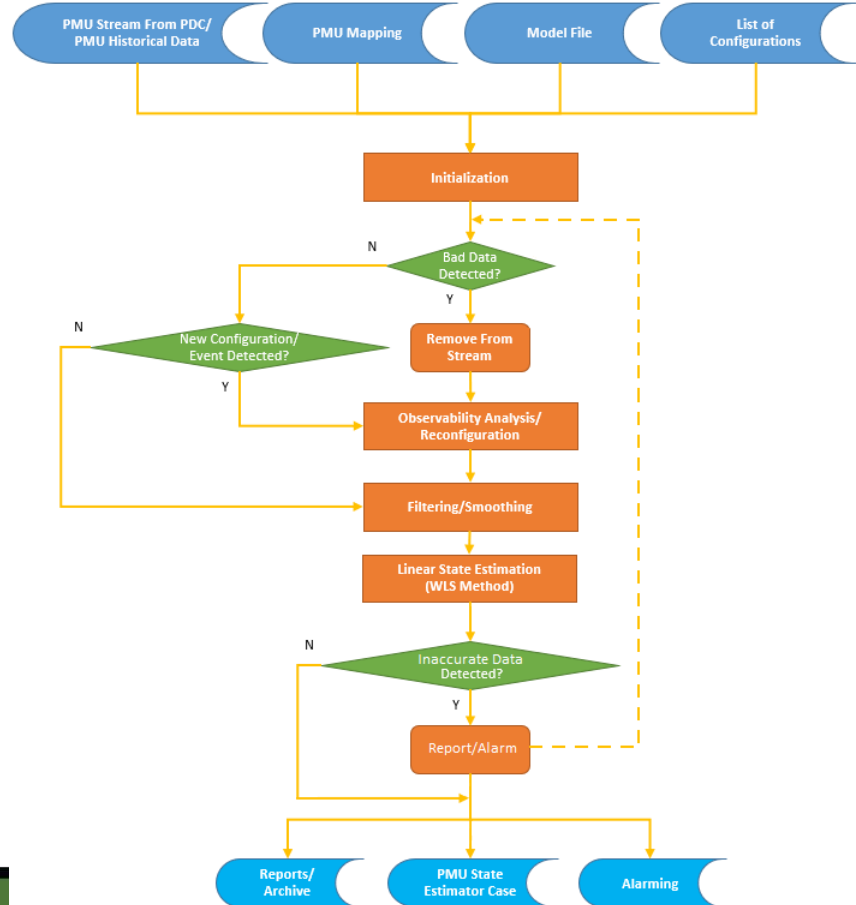 PMU Stream From PDC/
PMU Historical Data
PMU Mapping
Model File
List of
Configurations
Initialization
N
Bad Data
Detected?
Y
N
New Configuration/
Event Detected?
Remove From
Stream
Y
Observability Analysis/
Reconfiguration
Filtering/Smoothing
Linear State Estimation
(WLS Method)
N
Inaccurate Data
Detected?
Y
Report/Alarm
Reports/
Archive
PMU State
Estimator Case
Alarming